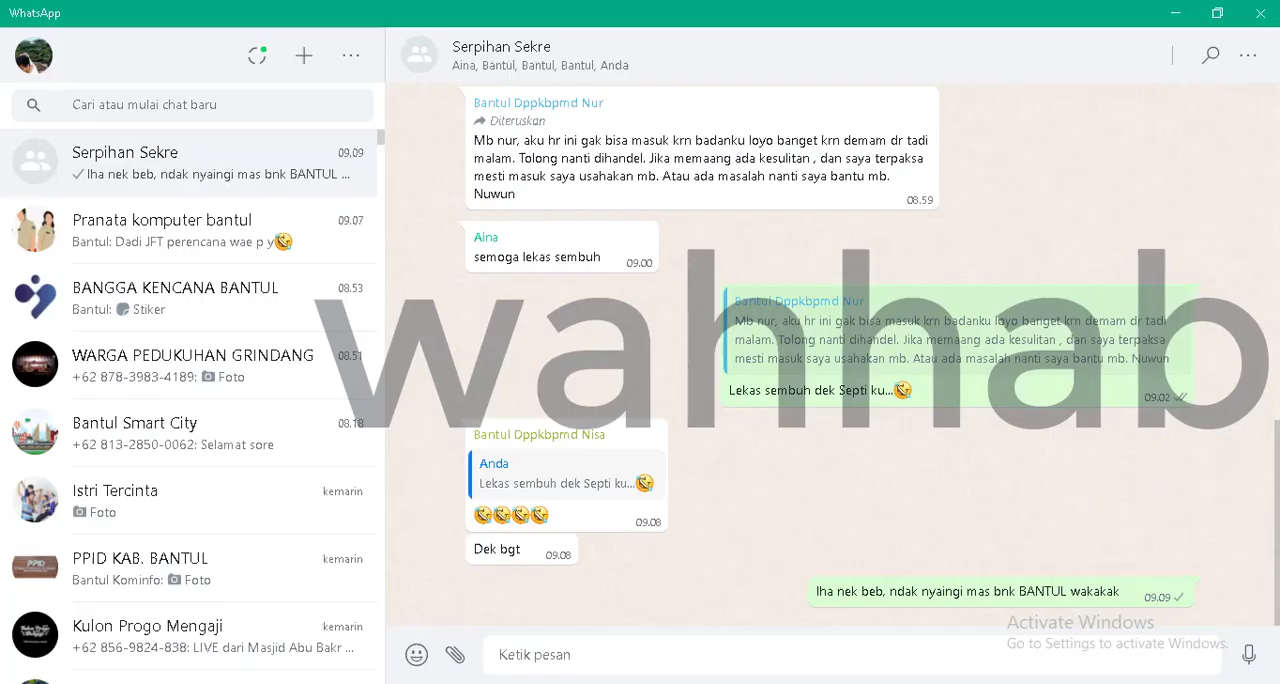 WhatsApp
Cari atau mulai chat baru
Serpihan Sekre
09.09
lha nek beb, ndak nyaingi mas bnk BANTUL ...
Pranata komputer bantul
09.07
Bantul: Dadi JFT perencana wae p y🤣
BANGGA KENCANA BANTUL
08.53
Bantul: Stiker
WARGA PEDUKUHAN GRINDANG
08.51
+62 878-3983-4189: Foto
Bantul Smart City
08.18
+62 813-2850-0062: Selamat sore
Istri Tercinta
kemarin
Foto
PPID KAB. BANTUL
kemarin
Bantul Kominfo: Foto
Kulon Progo Mengaji
kemarin
+62 856-9824-838: LIVE dari Masjid Abu Bakr ...
Serpihan Sekre
Aina, Bantul, Bantul, Bantul, Anda
Bantul Dppkbpmd Nur
Diteruskan
Mb nur, aku hr ini gak bisa masuk krn badanku loyo banget krn demam dr tadi
malam. Tolong nanti dihandel. Jika memaang ada kesulitan , dan saya terpaksa
mesti masuk saya usahakan mb. Atau ada masalah nanti saya bantu mb.
Nuwun
08.59
Aina
semoga lekas sembuh
09.00
Bantul Dppkbpmd Nur
Mb nur, aku hr ini gak bisa masuk krn badanku loyo banget krn demam dr tadi
malam. Tolong nanti dihandel. Jika memaang ada kesulitan , dan saya terpaksa
mesti masuk saya usahakan mb. Atau ada masalah nanti saya bantu mb. Nuwun
Lekas sembuh dek Septi ku...🤣
09.02
wahhab
Bantul Dppkbpmd Nisa
Anda
Lekas sembuh dek Septi ku...🤣
🤣🤣🤣🤣
09.08
Dek bgt
09.08
lha nek beb, ndak nyaingi mas bnk BANTUL wakakak
09.09
Activate Windows
Go to Settings to activate Windows.
Ketik pesan